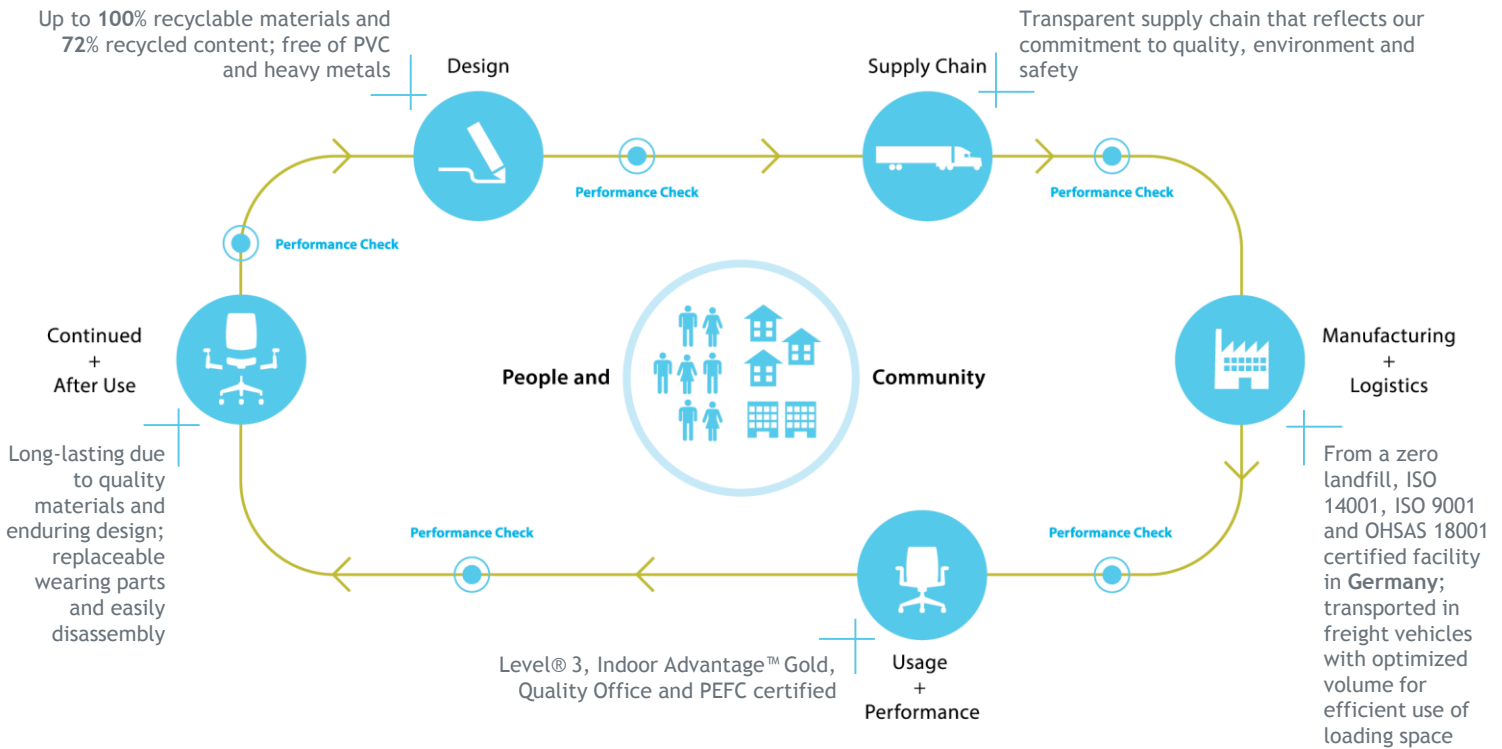 Up to 100% recyclable materials and
72% recycled content; free of PVC
and heavy metals
Design
Supply Chain
Transparent supply chain that reflects our
commitment to quality, environment and
safety
Performance Check
Performance Check
Performance Check
Continued
+
After Use
People and
Community
Manufacturing
+
Logistics
Long-lasting due
to quality
materials and
enduring design;
replaceable
wearing parts
and easily
disassembly
From a zero
landfill, ISO
14001, ISO 9001
and OHSAS 18001
certified facility
in Germany;
transported in
freight vehicles
with optimized
volume for
efficient use of
loading space
Performance Check
Performance Check
Level® 3, Indoor Advantage™ Gold,
Quality Office and PEFC certified
Usage
+
Performance